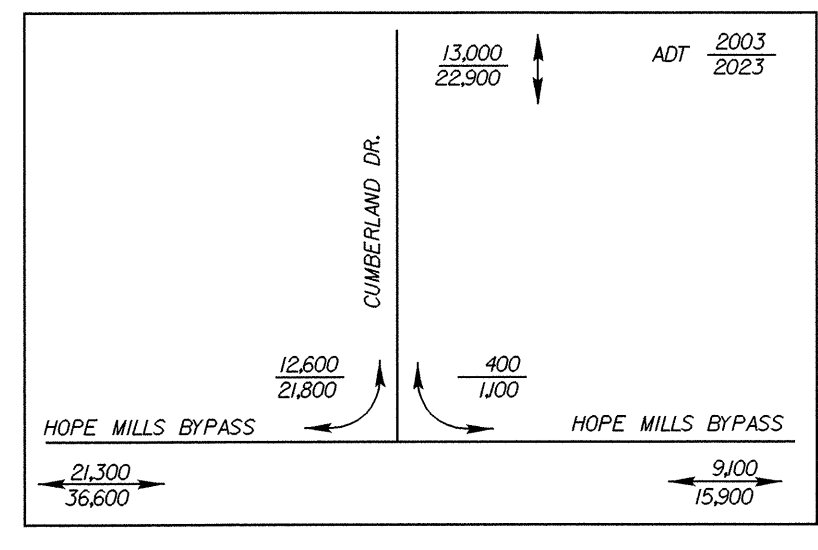 13,000
22,900
ADT 2003
2023
CUMBERLAND DR.
12,600
21,800
400
1,100
HOPE MILLS BYPASS
HOPE MILLS BYPASS
21,300
36,600
9,100
15,900